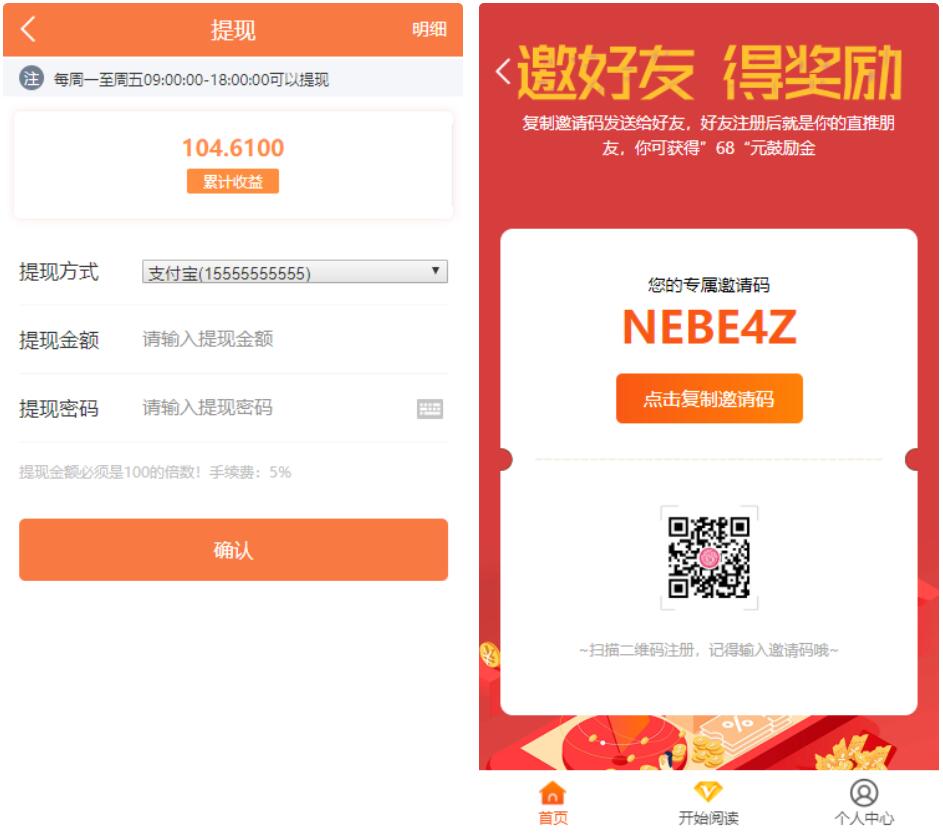 提现
明细
注 每周一至周五09:00:00-18:00:00可以提现
104.6100
累计收益
提现方式 支付宝(15555555555)
提现金额 请输入提现金额
提现密码 请输入提现密码
提现金额必须是100的倍数！手续费：5%
确认
邀好友 得奖励
复制邀请码发送给好友，好友注册后就是你的直推朋
友，你可获得”68“元鼓励金
您的专属邀请码
NEBE4Z
点击复制邀请码
~扫描二维码注册，记得输入邀请码哦~
首页
开始阅读
个人中心